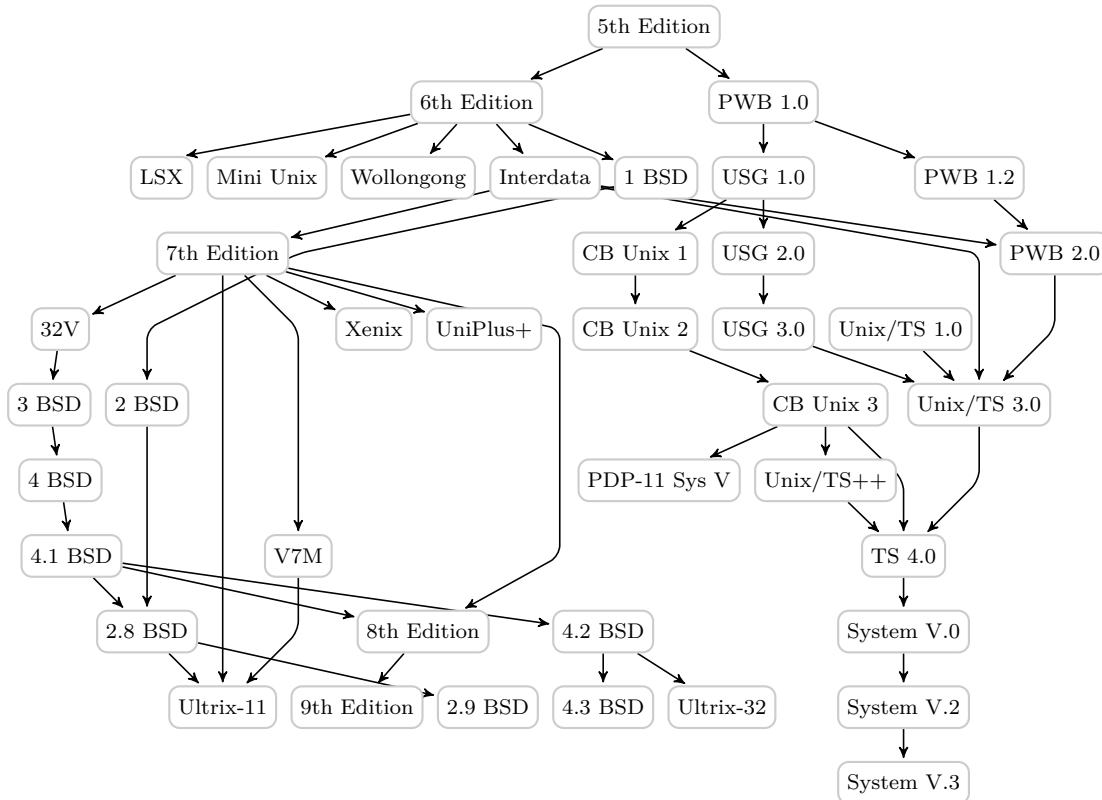 5th Edition
6th Edition
PWB 1.0
LSX
Mini Unix
Wollongong
Interdata
1 BSD
USG 1.0
PWB 1.2
7th Edition
CB Unix 1
USG 2.0
PWB 2.0
32V
Xenix
UniPlus+
CB Unix 2
USG 3.0
Unix/TS 1.0
3 BSD
2 BSD
CB Unix 3
Unix/TS 3.0
4 BSD
PDP-11 Sys V
Unix/TS++
4.1 BSD
V7M
TS 4.0
2.8 BSD
8th Edition
4.2 BSD
System V.0
Ultrix-11
9th Edition
2.9 BSD
4.3 BSD
Ultrix-32
System V.2
System V.3